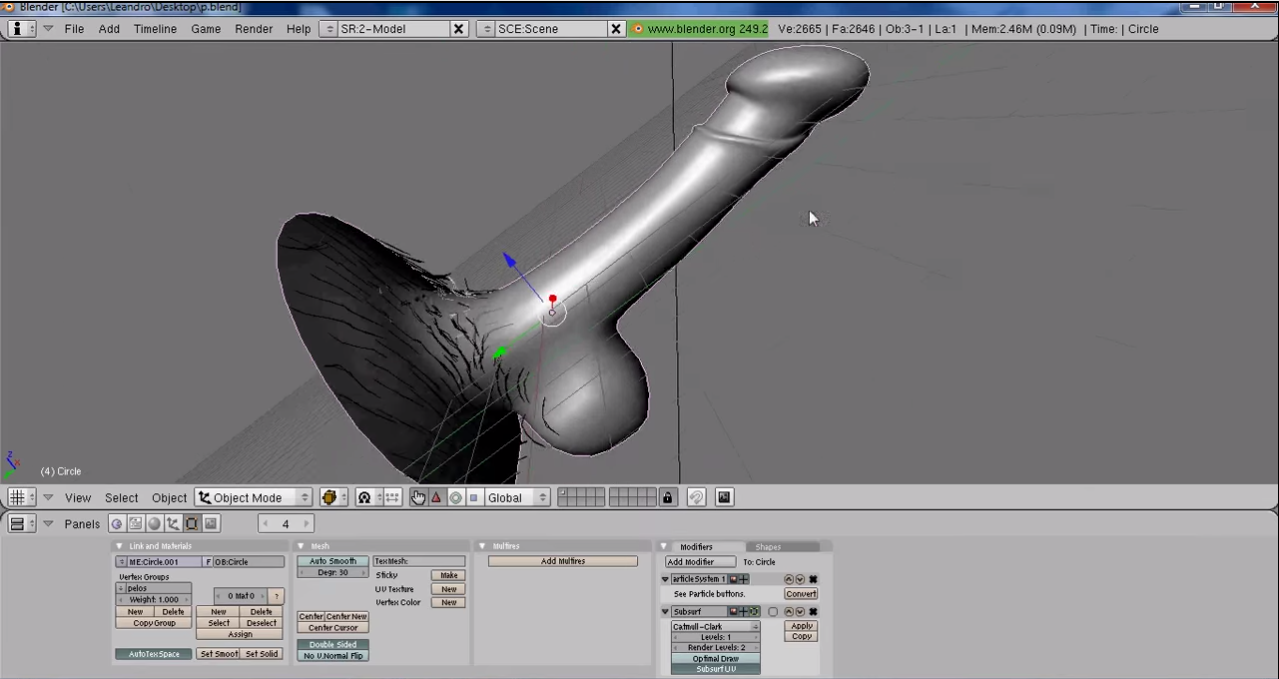 Blender [C:\Users\Leandro\Desktop\p.blend]
File Add Timeline Game Render Help SR:2-Model X SCE:Scene X www.blender.org 249.2 Ve:2665 | Fa:2646 | Ob:3-1 | La:1 | Mem:2.46M (0.09M) | Time: | Circle
z
(4) Circle
View Select Object Object Mode Global
Panels 4
Link and Materials Mesh Multires Modifiers Shapes
ME:Circle.001 F OB:Circle Auto Smooth TexMesh: Add Multires Add Modifier To: Circle
Vertex Groups Degr: 30 Sticky Make articleSystem 1
pelos 0 Mat 0 ? UV Texture New See Particle buttons. Convert
Weight: 1.000 Vertex Color New
New Delete New Delete Center Center New Subsurf
Copy Group Select Deselect Center Cursor Catmull-Clark Apply
Assign Levels: 1 Copy
Double Sided Render Levels: 2
AutoTexSpace Set Smoot Set Solid No V.Normal Flip Optimal Draw
Subsurf UV